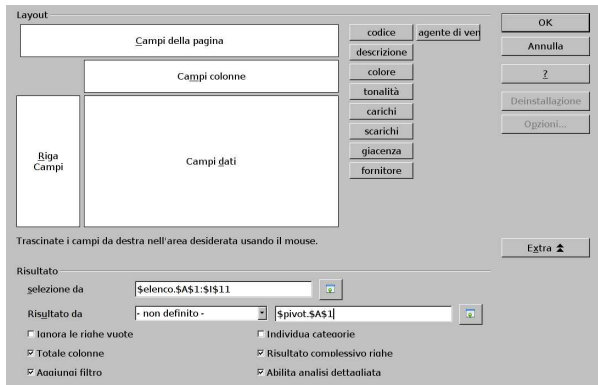 Layout
Campi della pagina
Campi colonne
Riga
Campi
Campi dati
codice
agente di ven
descrizione
colore
tonalità
carichi
scarichi
giacenza
fornitore
OK
Annulla
?
Deinstallazione
Opzioni...
Extra
Trascinate i campi da destra nell'area desiderata usando il mouse.
Risultato
selezione da
$elenco.$A$1:$I$11
Risultato da
- non definito -
$pivot.$A$1
Ignora le righe vuote
Individua categorie
Totale colonne
Risultato complessivo righe
Aggiungi filtro
Abilita analisi dettagliata